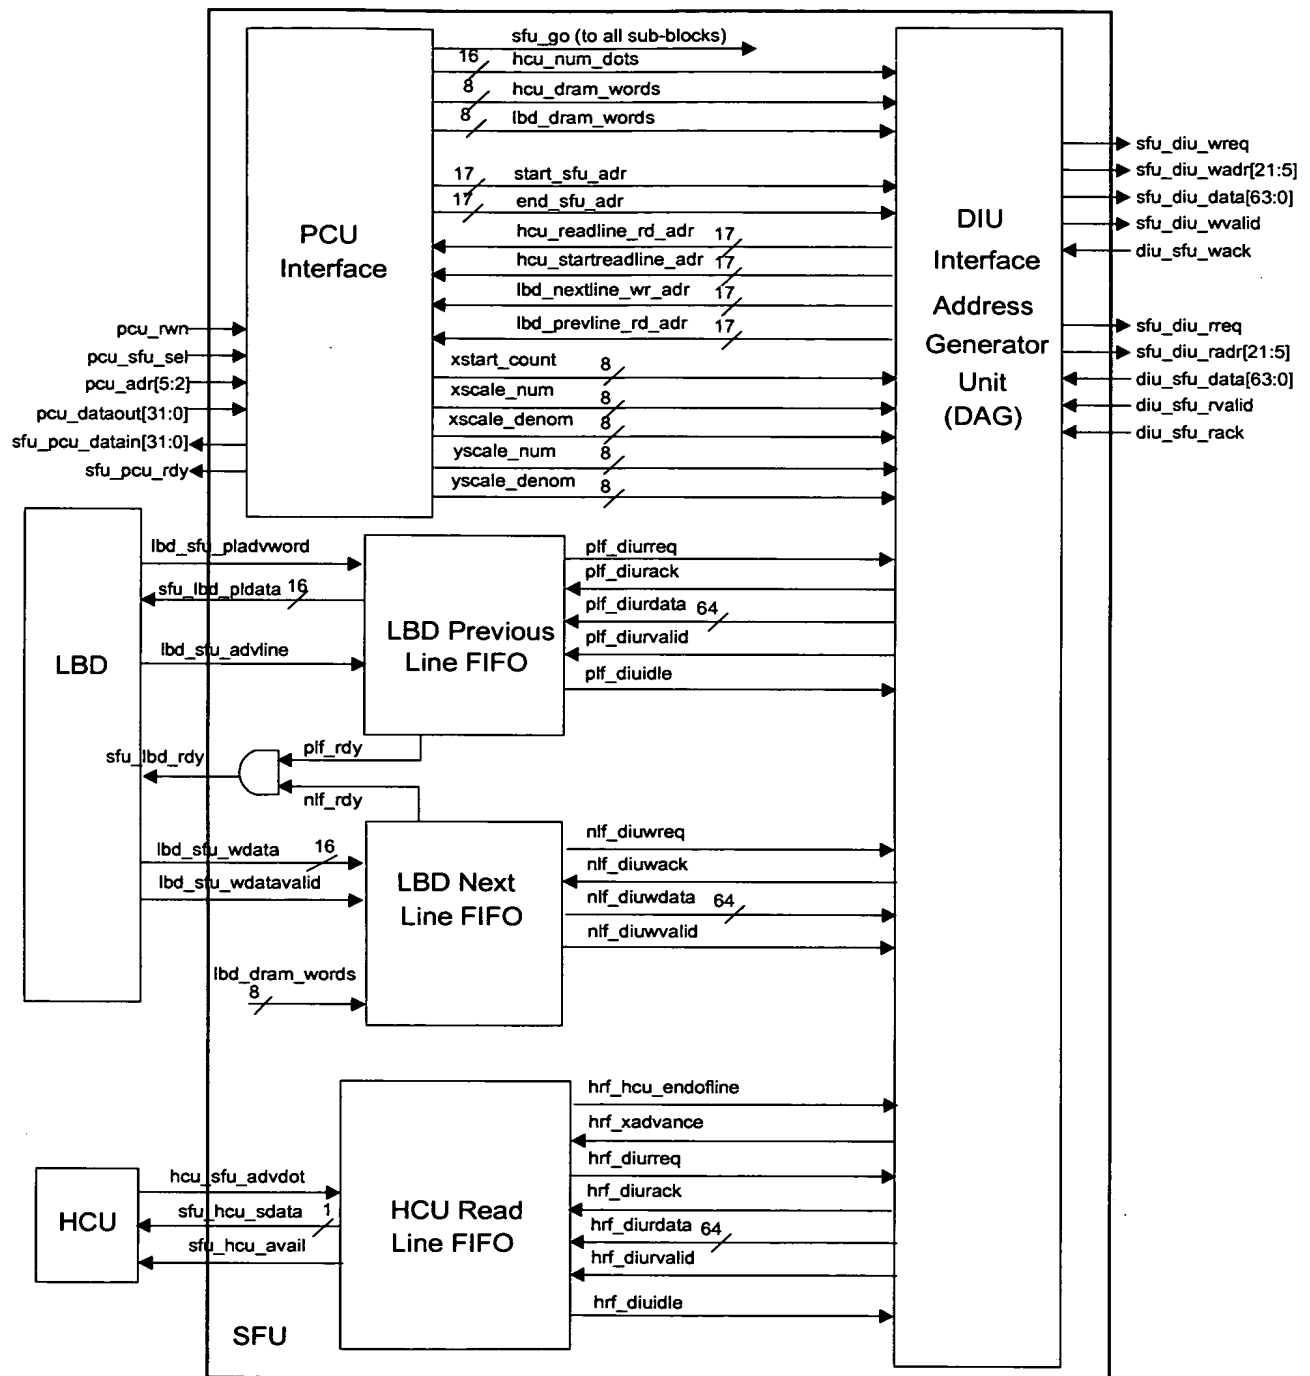 sfu_go (to all sub-blocks)
16 hcu_num_dots
8 hcu_dram_words
8 lbd_dram_words
17 start_sfu_adr
17 end_sfu_adr
hcu_readline_rd_adr 17
hcu_startreadline_adr 17
lbd_nextline_wr_adr 17
lbd_prevline_rd_adr 17
xstart_count 8
xscale_num 8
xscale_denom 8
yscale_num 8
yscale_denom 8
PCU
Interface
DIU
Interface
Address
Generator
Unit
(DAG)
sfu_diu_wreq
sfu_diu_wadr[21:5]
sfu_diu_data[63:0]
sfu_diu_wvalid
diu_sfu_wack
sfu_diu_rreq
sfu_diu_radr[21:5]
diu_sfu_data[63:0]
diu_sfu_rvalid
diu_sfu_rack
pcu_rwn
pcu_sfu_sel
pcu_adr[5:2]
pcu_dataout[31:0]
sfu_pcu_datain[31:0]
sfu_pcu_rdy
LBD
lbd_sfu_pladvword
sfu_lbd_pldata 16
lbd_sfu_advline
LBD Previous
Line FIFO
plf_diurreq
plf_diurack
plf_diurdata 64
plf_diurvalid
plf_diuidle
sfu_lbd_rdy
plf_rdy
nlf_rdy
lbd_sfu_wdata 16
lbd_sfu_wdatavalid
lbd_dram_words
8
LBD Next
Line FIFO
nlf_diuwreq
nlf_diuwack
nlf_diuwdata 64
nlf_diuwvalid
HCU
hcu_sfu_advdot
sfu_hcu_sdata 1
sfu_hcu_avail
HCU Read
Line FIFO
hrf_hcu_endofline
hrf_xadvance
hrf_diurreq
hrf_diurack
hrf_diurdata 64
hrf_diurvalid
hrf_diuidle
SFU